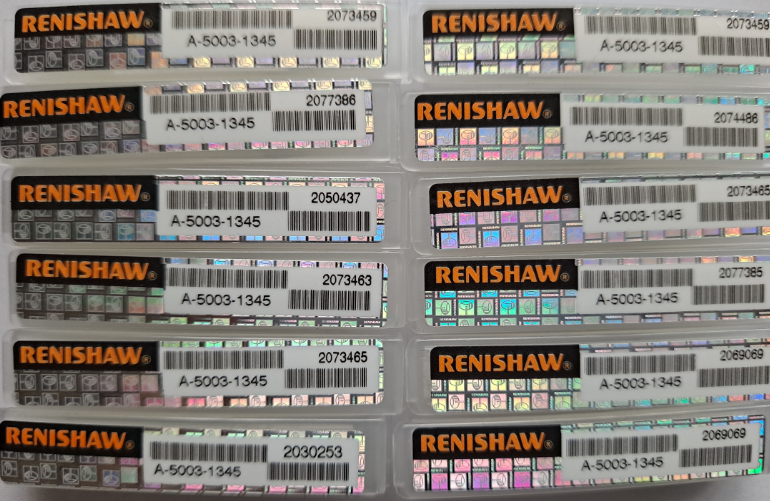 RENISHAW® 2073459
A-5003-1345
RENISHAW® 2073459
A-5003-1345
RENISHAW® 2077386
A-5003-1345
RENISHAW® 2074486
A-5003-1345
RENISHAW® 2050437
A-5003-1345
RENISHAW® 2073465
A-5003-1345
RENISHAW® 2073463
A-5003-1345
RENISHAW® 2077385
A-5003-1345
RENISHAW® 2073465
A-5003-1345
RENISHAW® 2069069
A-5003-1345
RENISHAW® 2030253
A-5003-1345
RENISHAW® 2069069
A-5003-1345